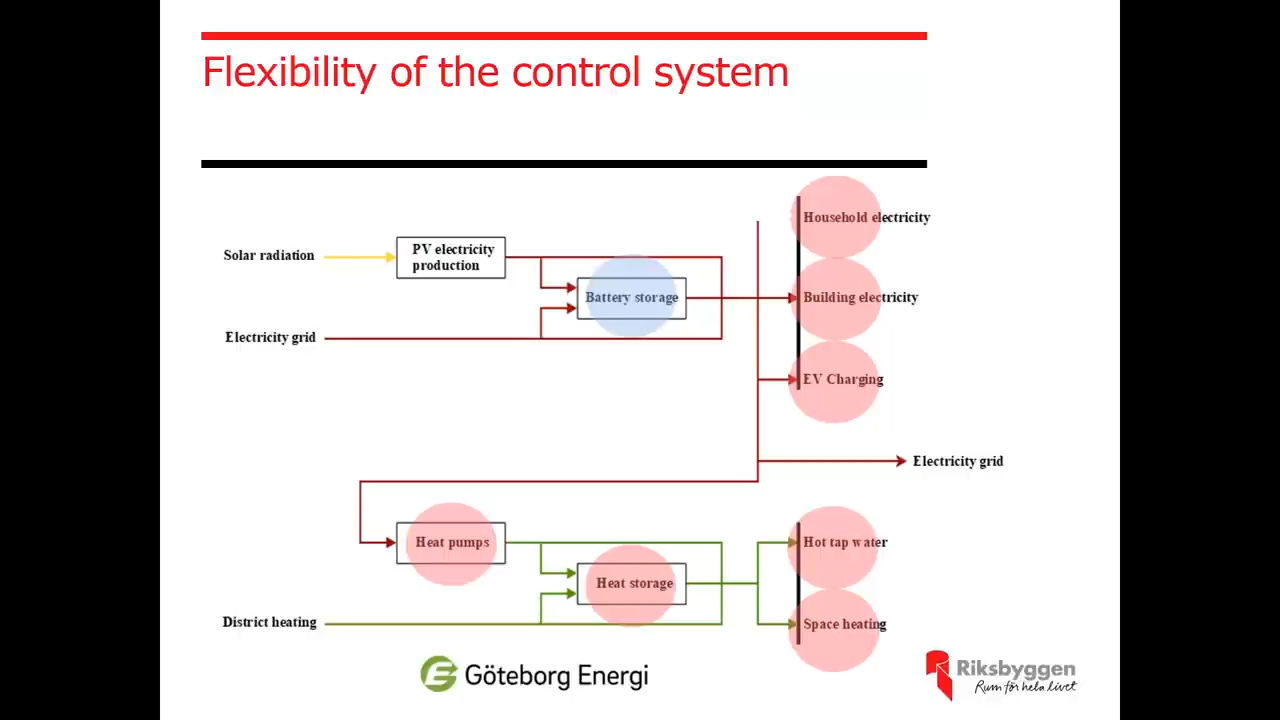 Flexibility of the control system
Household electricity
Solar radiation
PV electricity
production
Battery storage
Building electricity
Electricity grid
EV Charging
Electricity grid
Heat pumps
Hot tap water
Heat storage
District heating
Space heating
Göteborg Energi
Riksbyggen
Rum för hela livet